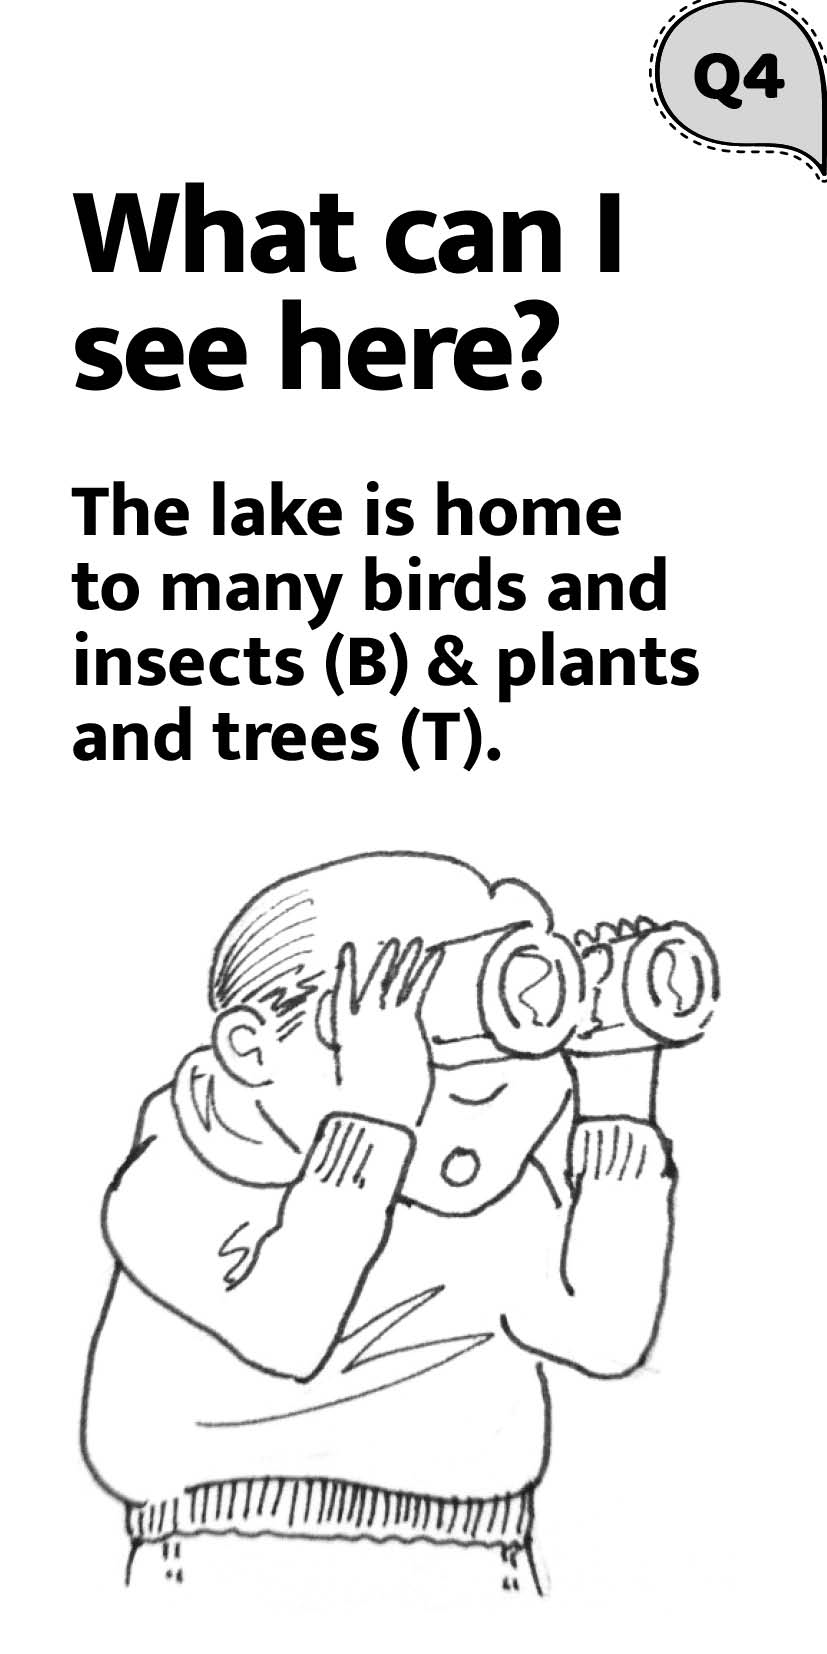 Q4
What can I
see here?
The lake is home
to many birds and
insects (B) & plants
and trees (T).